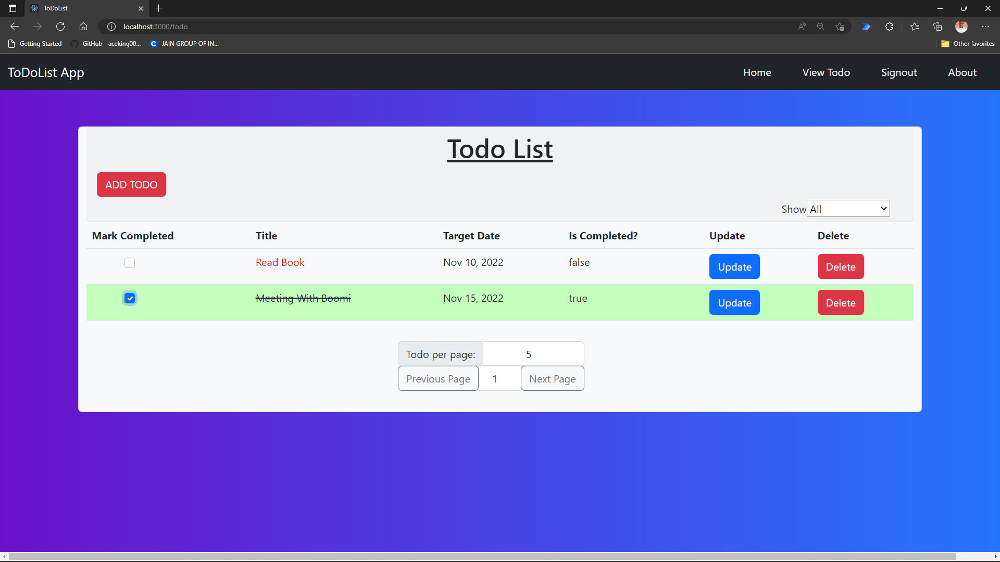 ToDoList
localhost:3000/todo
Getting Started GitHub - aceking00... JAIN GROUP OF IN... Other favorites
ToDoList App Home View Todo Signout About
Todo List
ADD TODO
Show All
Mark Completed Title Target Date Is Completed? Update Delete
Read Book Nov 10, 2022 false Update Delete
Meeting With Boomi Nov 15, 2022 true Update Delete
Todo per page: 5
Previous Page 1 Next Page